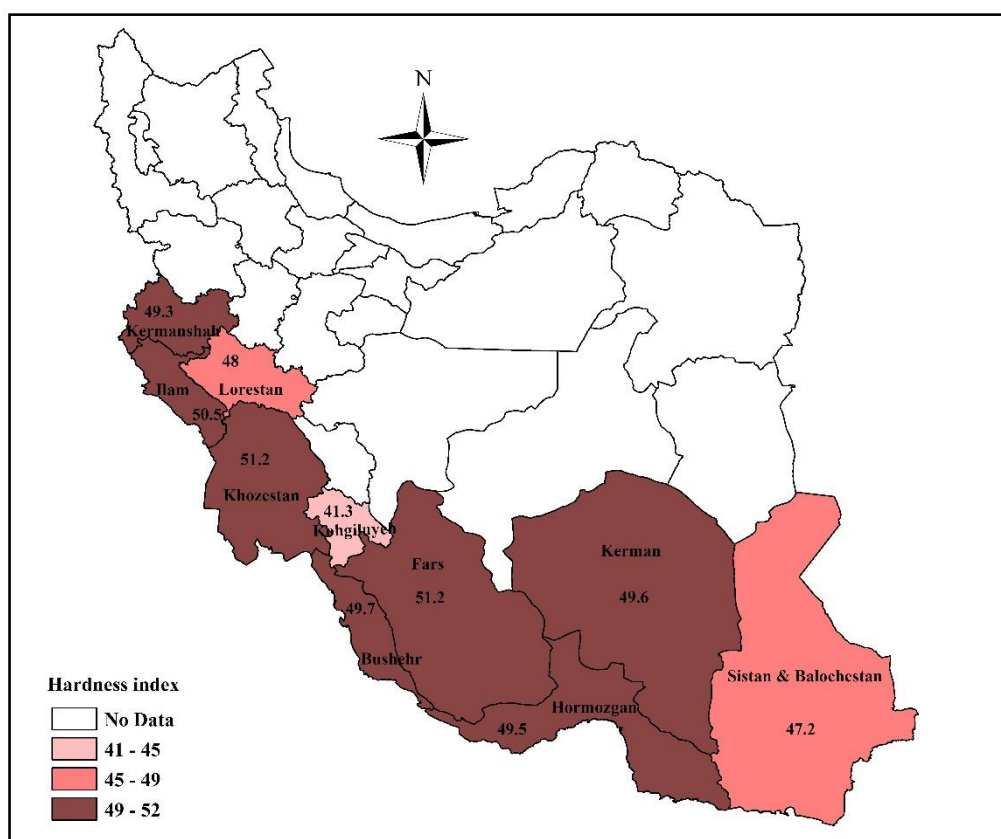 N
49.3
Kermanshah
48
Ilam
Lorestan
50.5
51.2
Khozestan
41.3
Kohgiluyeh
Fars
51.2
Kerman
49.6
49.7
Bushehr
Sistan & Balochestan
47.2
Hormozgan
49.5
Hardness index
No Data
41 - 45
45 - 49
49 - 52